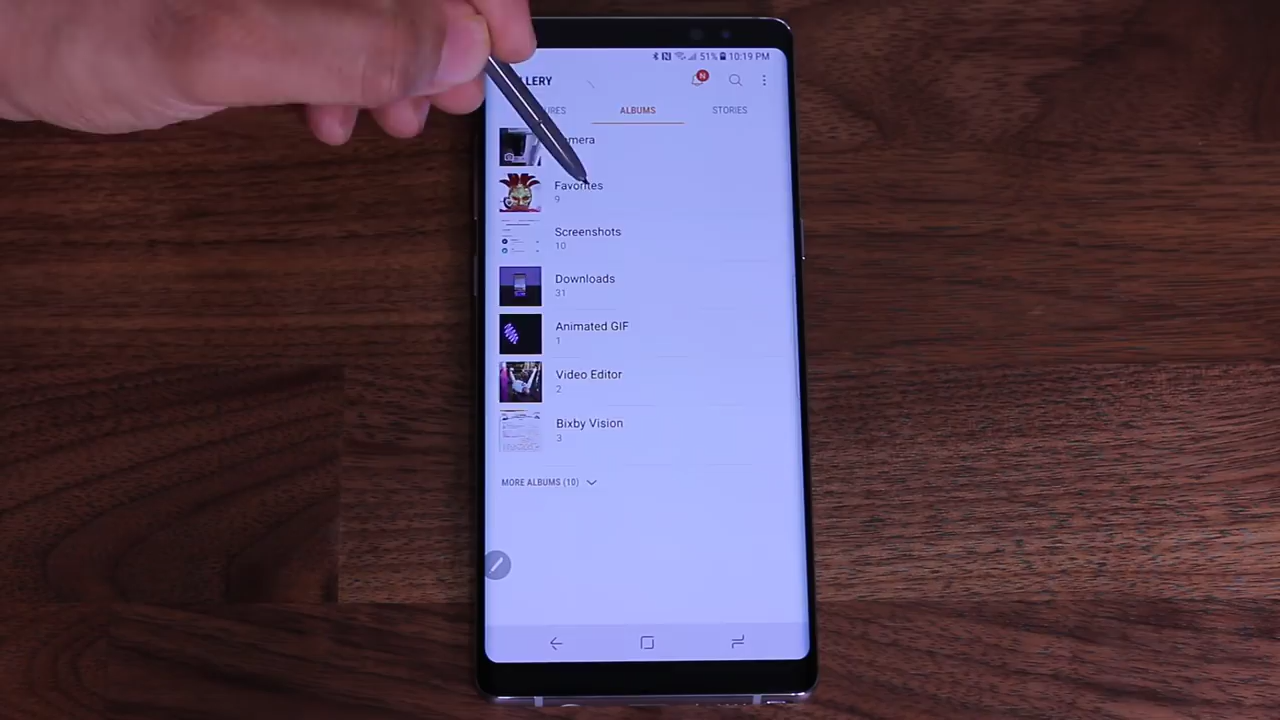 51% 10:19 PM
LLERY
N
URES ALBUMS STORIES
mera
Favorites
9
Screenshots
10
Downloads
31
Animated GIF
1
Video Editor
2
Bixby Vision
3
MORE ALBUMS (10)